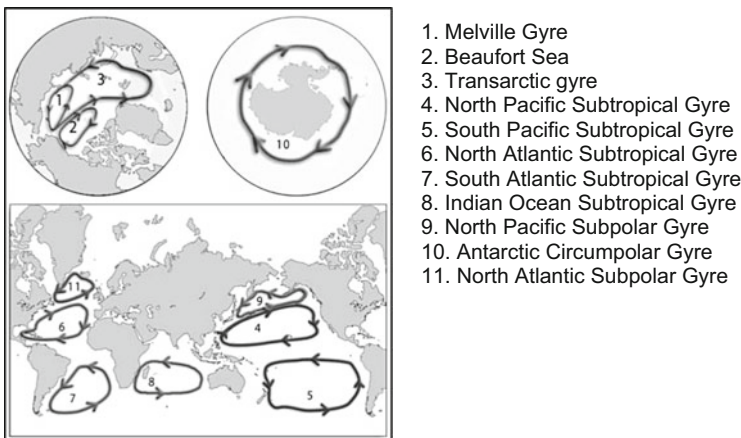 1
2
3
10
11
6
9
4
7
8
5
1. Melville Gyre
2. Beaufort Sea
3. Transarctic gyre
4. North Pacific Subtropical Gyre
5. South Pacific Subtropical Gyre
6. North Atlantic Subtropical Gyre
7. South Atlantic Subtropical Gyre
8. Indian Ocean Subtropical Gyre
9. North Pacific Subpolar Gyre
10. Antarctic Circumpolar Gyre
11. North Atlantic Subpolar Gyre